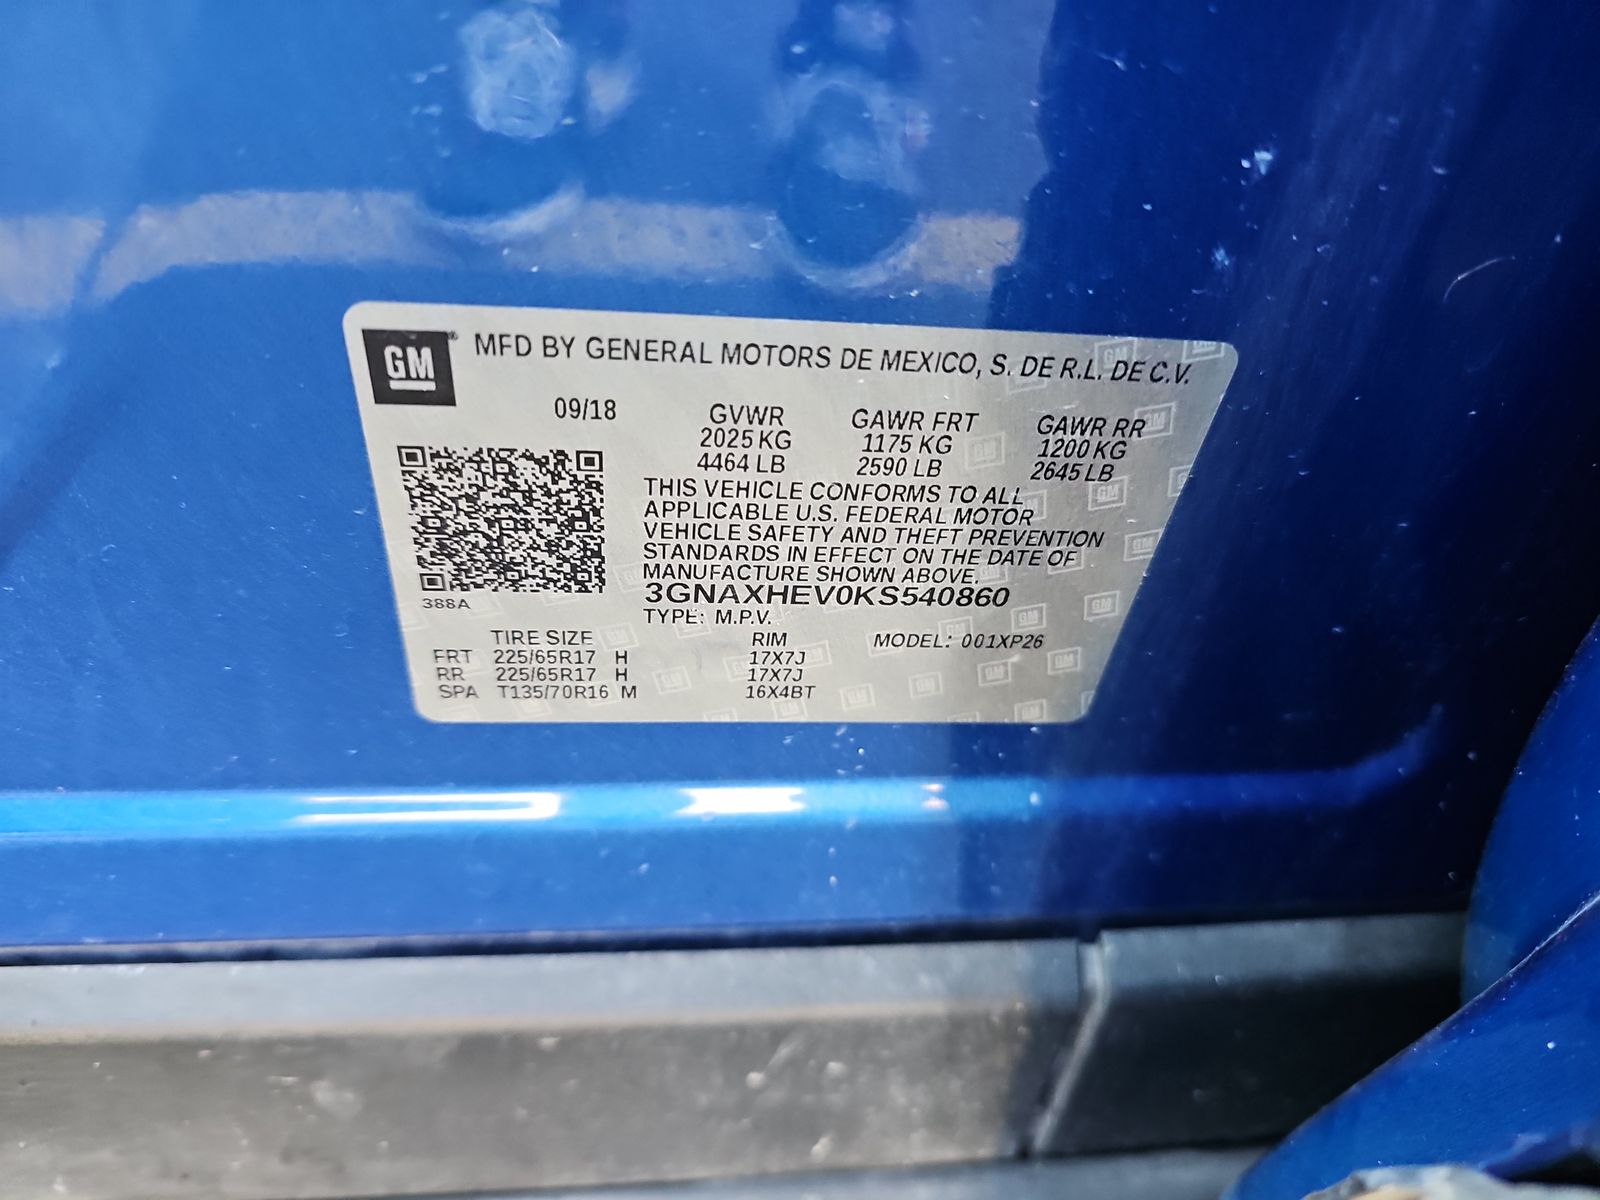 GM® MFD BY GENERAL MOTORS DE MEXICO, S. DE R.L. DE C.V.
09/18 GVWR GAWR FRT GAWR RR
2025 KG 1175 KG 1200 KG
4464 LB 2590 LB 2645 LB
THIS VEHICLE CONFORMS TO ALL
APPLICABLE U.S. FEDERAL MOTOR
VEHICLE SAFETY AND THEFT PREVENTION
STANDARDS IN EFFECT ON THE DATE OF
MANUFACTURE SHOWN ABOVE.
388A 3GNAXHEV0KS540860
TYPE: M.P.V.
TIRE SIZE RIM MODEL: 001XP26
FRT 225/65R17 H 17X7J
RR 225/65R17 H 17X7J
SPA T135/70R16 M 16X4BT